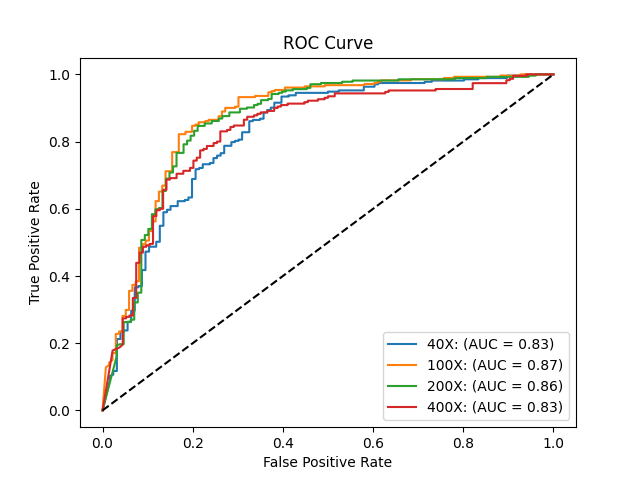 ROC Curve
True Positive Rate
1.0
0.8
0.6
0.4
0.2
0.0
0.0 0.2 0.4 0.6 0.8 1.0
False Positive Rate
40X: (AUC = 0.83)
100X: (AUC = 0.87)
200X: (AUC = 0.86)
400X: (AUC = 0.83)